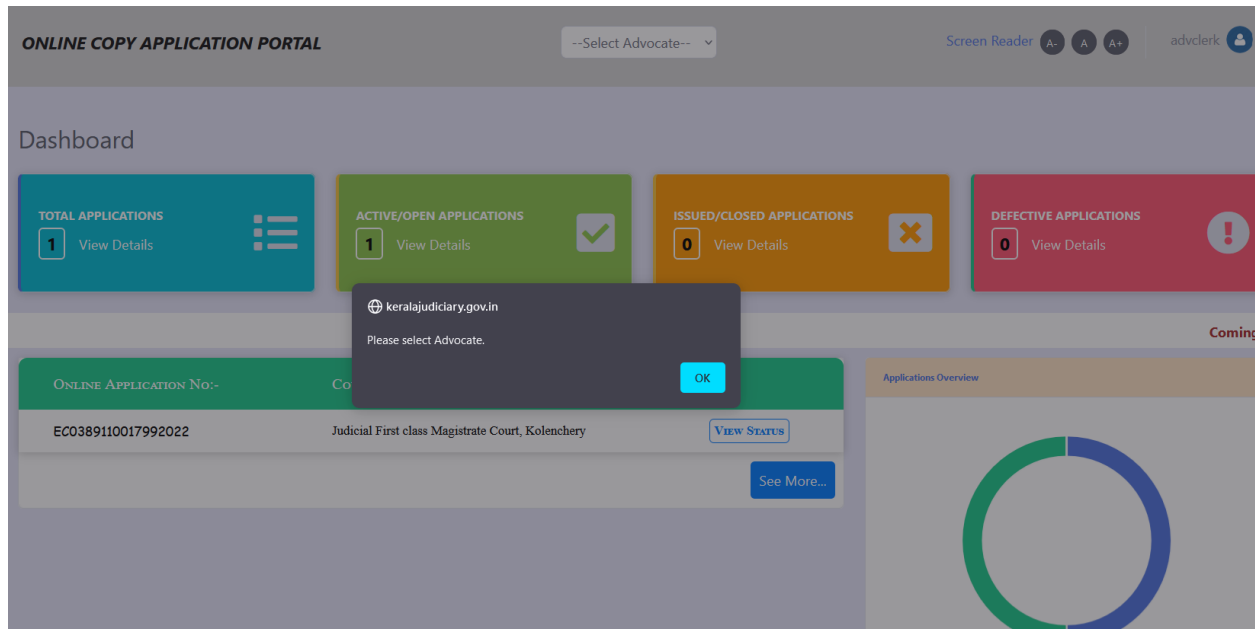 ONLINE COPY APPLICATION PORTAL
--Select Advocate--
Screen Reader A- A A+ advclerk
Dashboard
TOTAL APPLICATIONS
1 View Details
ACTIVE/OPEN APPLICATIONS
1 View Details
ISSUED/CLOSED APPLICATIONS
0 View Details
DEFECTIVE APPLICATIONS
0 View Details
keralajudiciary.gov.in
Please select Advocate.
OK
Coming
ONLINE APPLICATION NO:-
Applications Overview
EC0389110017992022 Judicial First class Magistrate Court, Kolenchery VIEW STATUS
See More...